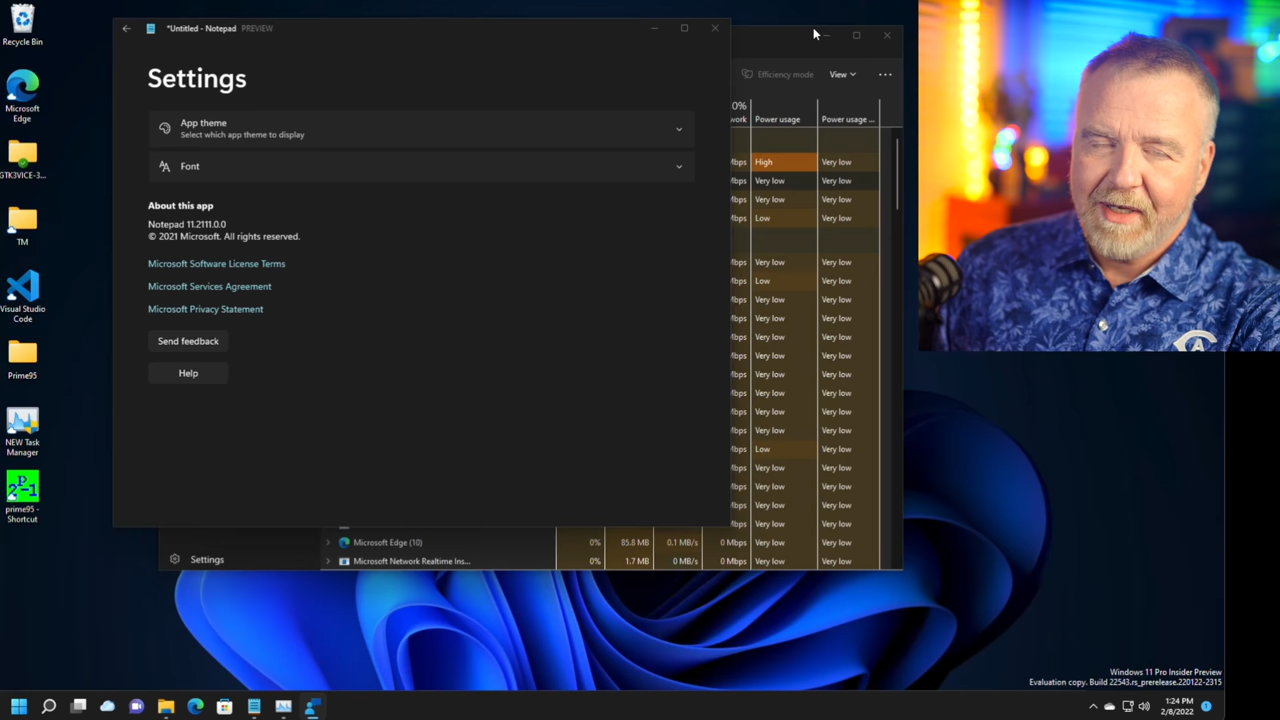 Recycle Bin
Microsoft
Edge
GTK3VICE-3...
TM
Visual Studio
Code
Prime95
NEW Task
Manager
prime95 -
Shortcut
*Untitled - Notepad PREVIEW
Settings
App theme
Select which app theme to display
Font
About this app
Notepad 11.2111.0.0
© 2021 Microsoft. All rights reserved.
Microsoft Software License Terms
Microsoft Services Agreement
Microsoft Privacy Statement
Send feedback
Help
Efficiency mode View
0%
Power usage Power usage ...
High Very low
Very low Very low
Very low Very low
Low Very low
Very low Very low
Low Very low
Very low Very low
Very low Very low
Very low Very low
Very low Very low
Very low Very low
Very low Very low
Very low Very low
Very low Very low
Low Very low
Very low Very low
Very low Very low
Very low Very low
Very low Very low
Microsoft Edge (10) 0% 85.8 MB 0.1 MB/s 0 Mbps Very low Very low
Settings
Microsoft Network Realtime Ins... 0% 1.7 MB 0 MB/s 0 Mbps Very low Very low
Windows 11 Pro Insider Preview
Evaluation copy. Build 22543.rs_prerelease.220122-2315
1:24 PM
2/8/2022
1